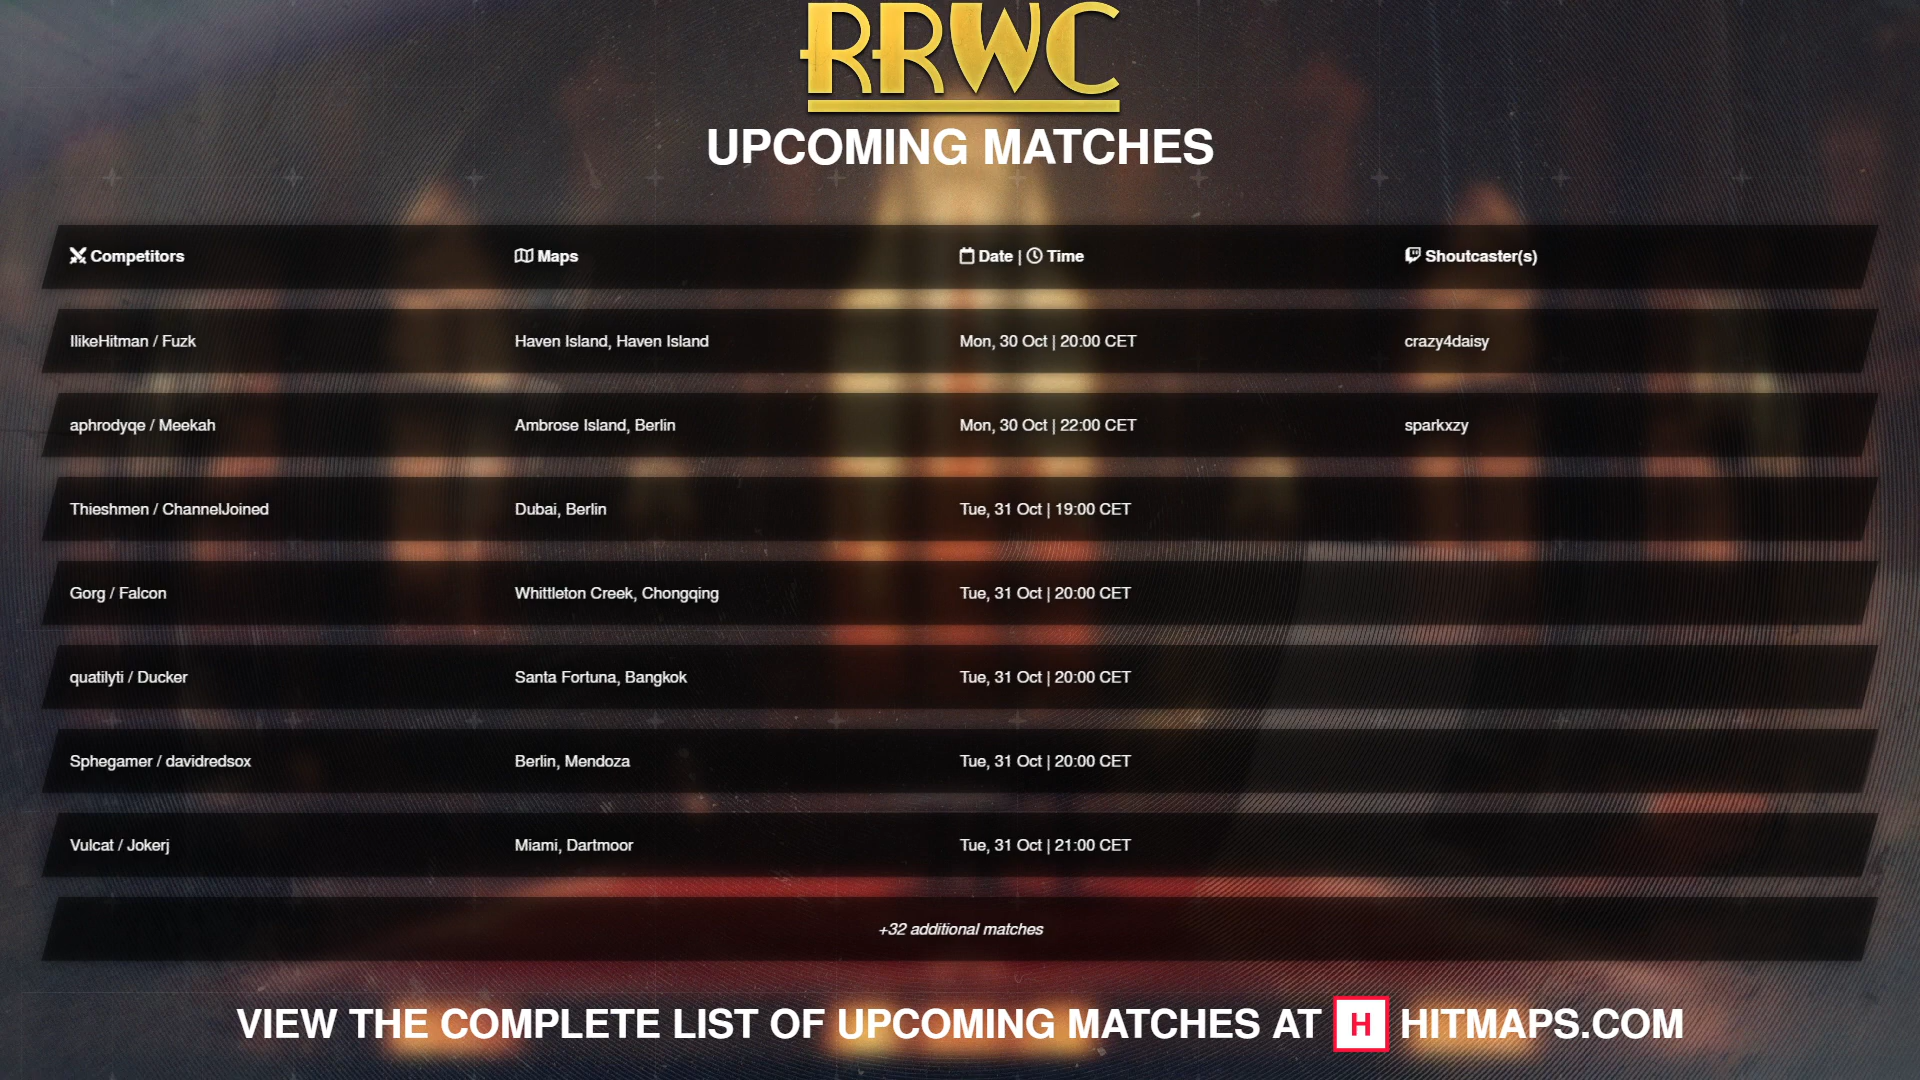 RRWC
UPCOMING MATCHES
Competitors Maps Date | Time Shoutcaster(s)
IlikeHitman / Fuzk Haven Island, Haven Island Mon, 30 Oct | 20:00 CET crazy4daisy
aphrodyqe / Meekah Ambrose Island, Berlin Mon, 30 Oct | 22:00 CET sparkxzy
Thieshmen / ChannelJoined Dubai, Berlin Tue, 31 Oct | 19:00 CET
Gorg / Falcon Whittleton Creek, Chongqing Tue, 31 Oct | 20:00 CET
quatilyti / Ducker Santa Fortuna, Bangkok Tue, 31 Oct | 20:00 CET
Sphegamer / davidredsox Berlin, Mendoza Tue, 31 Oct | 20:00 CET
Vulcat / Jokerj Miami, Dartmoor Tue, 31 Oct | 21:00 CET
+32 additional matches
VIEW THE COMPLETE LIST OF UPCOMING MATCHES AT H HITMAPS.COM